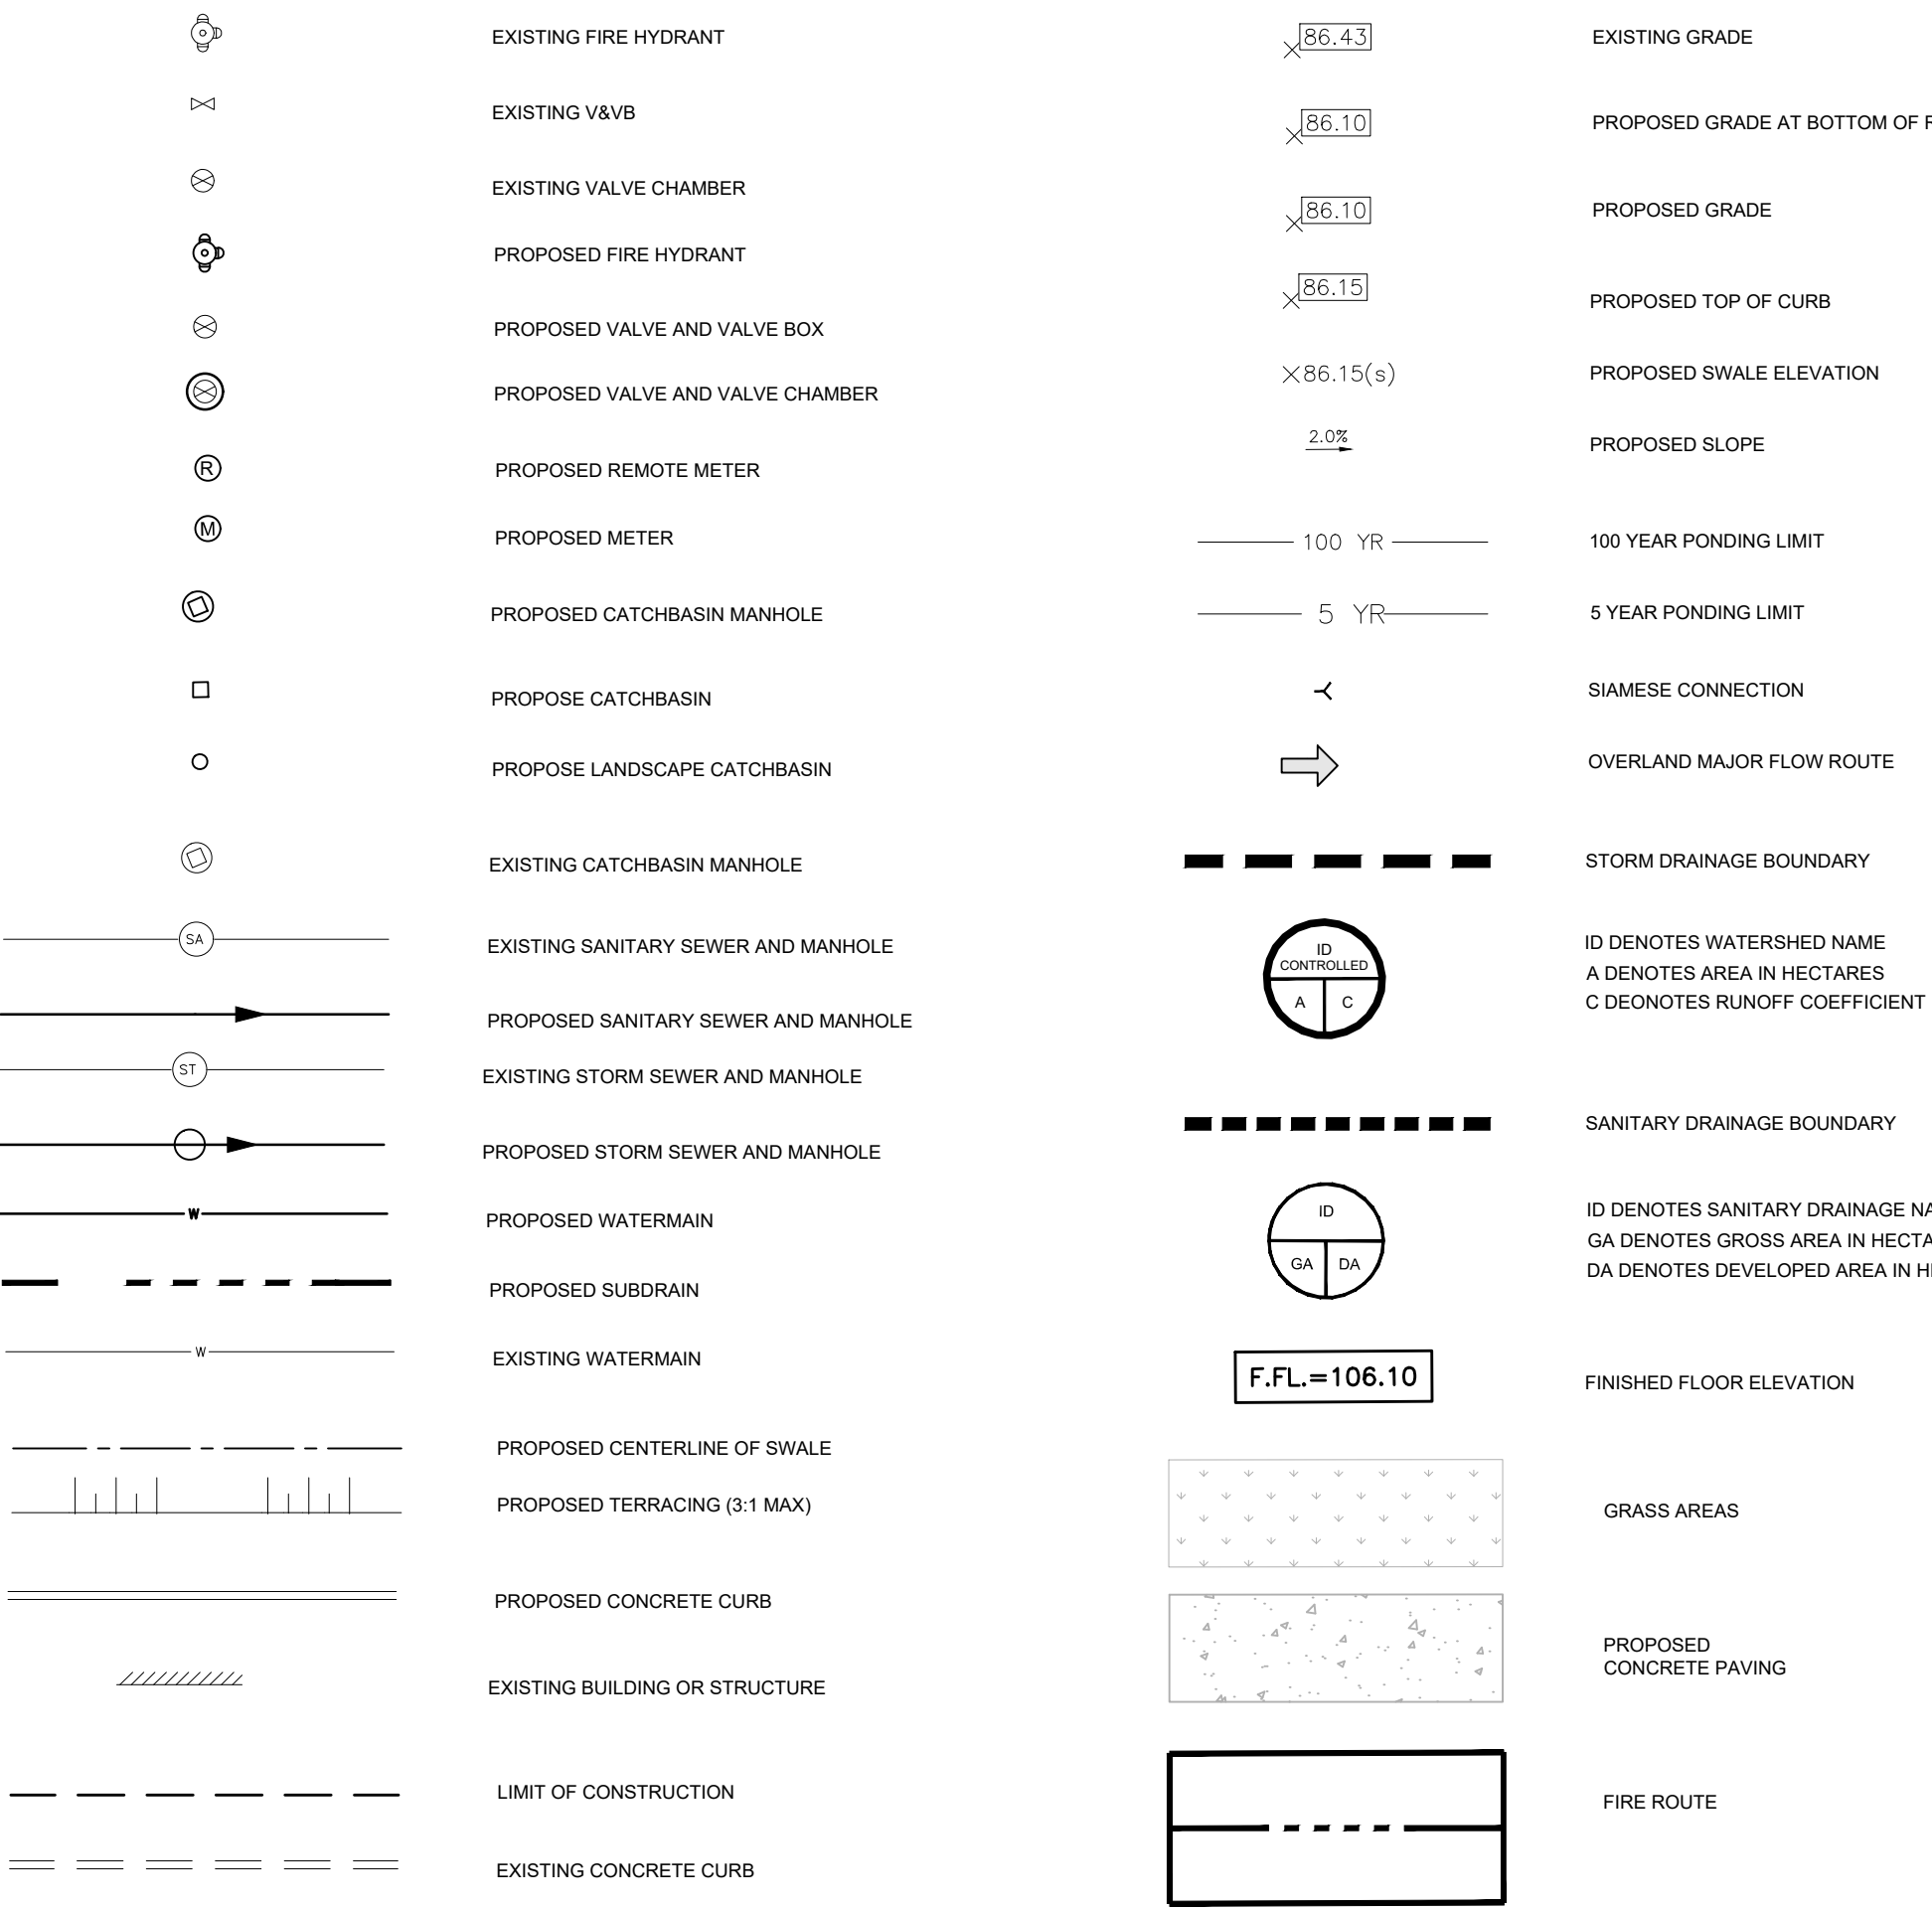 EXISTING FIRE HYDRANT
EXISTING V&VB
EXISTING VALVE CHAMBER
PROPOSED FIRE HYDRANT
PROPOSED VALVE AND VALVE BOX
PROPOSED VALVE AND VALVE CHAMBER
R PROPOSED REMOTE METER
M PROPOSED METER
PROPOSED CATCHBASIN MANHOLE
PROPOSE CATCHBASIN
PROPOSE LANDSCAPE CATCHBASIN
EXISTING CATCHBASIN MANHOLE
SA EXISTING SANITARY SEWER AND MANHOLE
PROPOSED SANITARY SEWER AND MANHOLE
ST EXISTING STORM SEWER AND MANHOLE
PROPOSED STORM SEWER AND MANHOLE
W PROPOSED WATERMAIN
PROPOSED SUBDRAIN
W EXISTING WATERMAIN
PROPOSED CENTERLINE OF SWALE
PROPOSED TERRACING (3:1 MAX)
PROPOSED CONCRETE CURB
EXISTING BUILDING OR STRUCTURE
LIMIT OF CONSTRUCTION
EXISTING CONCRETE CURB
86.43 EXISTING GRADE
86.10 PROPOSED GRADE AT BOTTOM OF
86.10 PROPOSED GRADE
86.15 PROPOSED TOP OF CURB
86.15(s) PROPOSED SWALE ELEVATION
2.0% PROPOSED SLOPE
100 YR 100 YEAR PONDING LIMIT
5 YR 5 YEAR PONDING LIMIT
SIAMESE CONNECTION
OVERLAND MAJOR FLOW ROUTE
STORM DRAINAGE BOUNDARY
ID
CONTROLLED
A C
ID DENOTES WATERSHED NAME
A DENOTES AREA IN HECTARES
C DEONOTES RUNOFF COEFFICIENT
SANITARY DRAINAGE BOUNDARY
ID
GA DA
ID DENOTES SANITARY DRAINAGE
GA DENOTES GROSS AREA IN
DA DENOTES DEVELOPED AREA IN
F.FL.=106.10 FINISHED FLOOR ELEVATION
GRASS AREAS
PROPOSED
CONCRETE PAVING
FIRE ROUTE